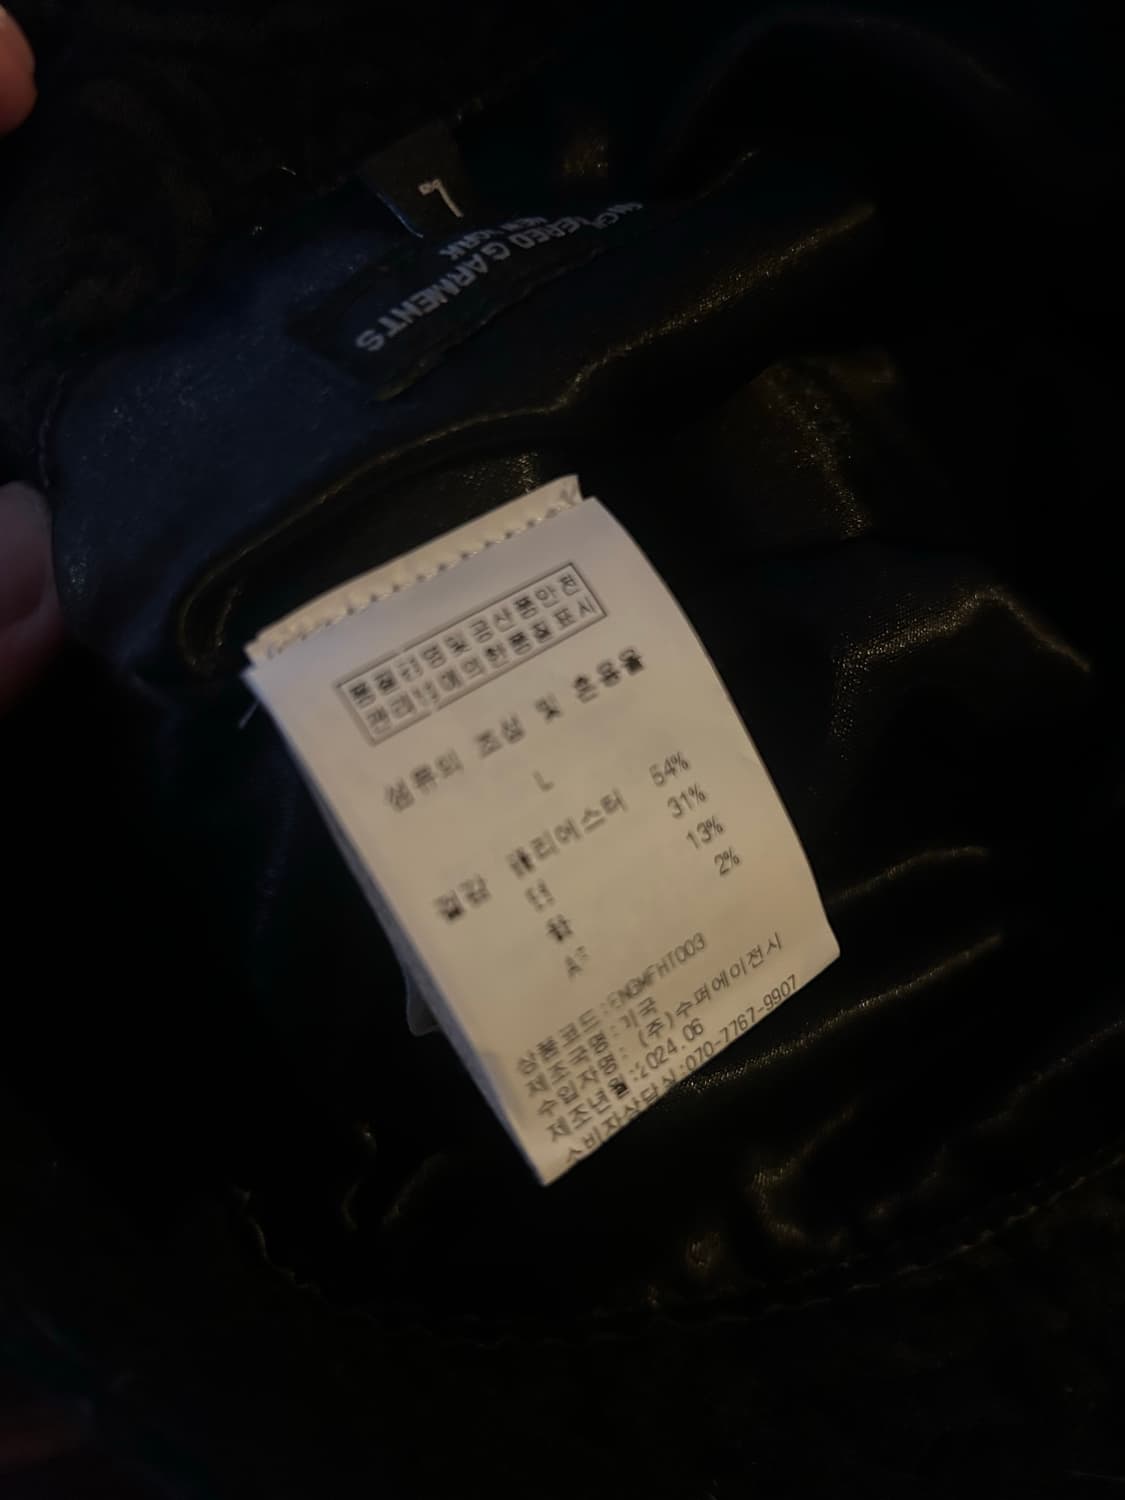 L
ENGINEERED GARMENTS
NEW YORK
품질경영및공산품안전
관리법에의한품질표시
섬유의 조성 및 혼용율
L
겉감 폴리에스터 54%
면 31%
울 13%
2%
상품코드:ENGMFHT003
제조국명:미국
수입자명: (주)수퍼에이전시
제조년월:2024.06
소비자상담실:070-7767-9907